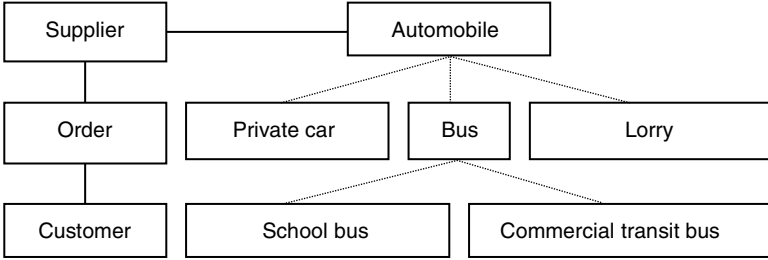 Supplier
Automobile
Order
Private car
Bus
Lorry
Customer
School bus
Commercial transit bus